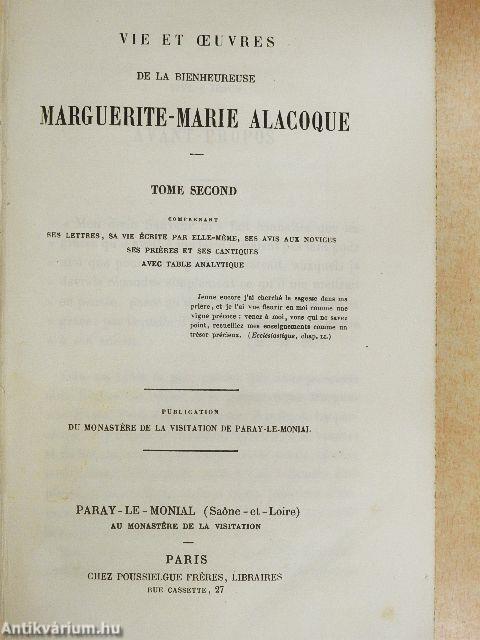 VIE ET ŒUVRES
DE LA BIENHEUREUSE
MARGUERITE-MARIE ALACOQUE
TOME SECOND
COMPRENANT
SES LETTRES, SA VIE ÉCRITE PAR ELLE-MÊME, SES AVIS AUX NOVICES
SES PRIÈRES ET SES CANTIQUES
AVEC TABLE ANALYTIQUE
Jeune encore j'ai cherché la sagesse dans ma
prière, et je l'ai vue fleurir en moi comme une
vigne précoce : venez à moi, vous qui ne savez
point, recueillez mes enseignements comme un
trésor précieux. (Ecclésiastique, chap. LI.)
PUBLICATION
DU MONASTÈRE DE LA VISITATION DE PARAY-LE-MONIAL
PARAY-LE-MONIAL (Saône-et-Loire)
AU MONASTÈRE DE LA VISITATION
PARIS
CHEZ POUSSIELGUE FRÈRES, LIBRAIRES
RUE CASSETTE, 27
Antikvárium.hu